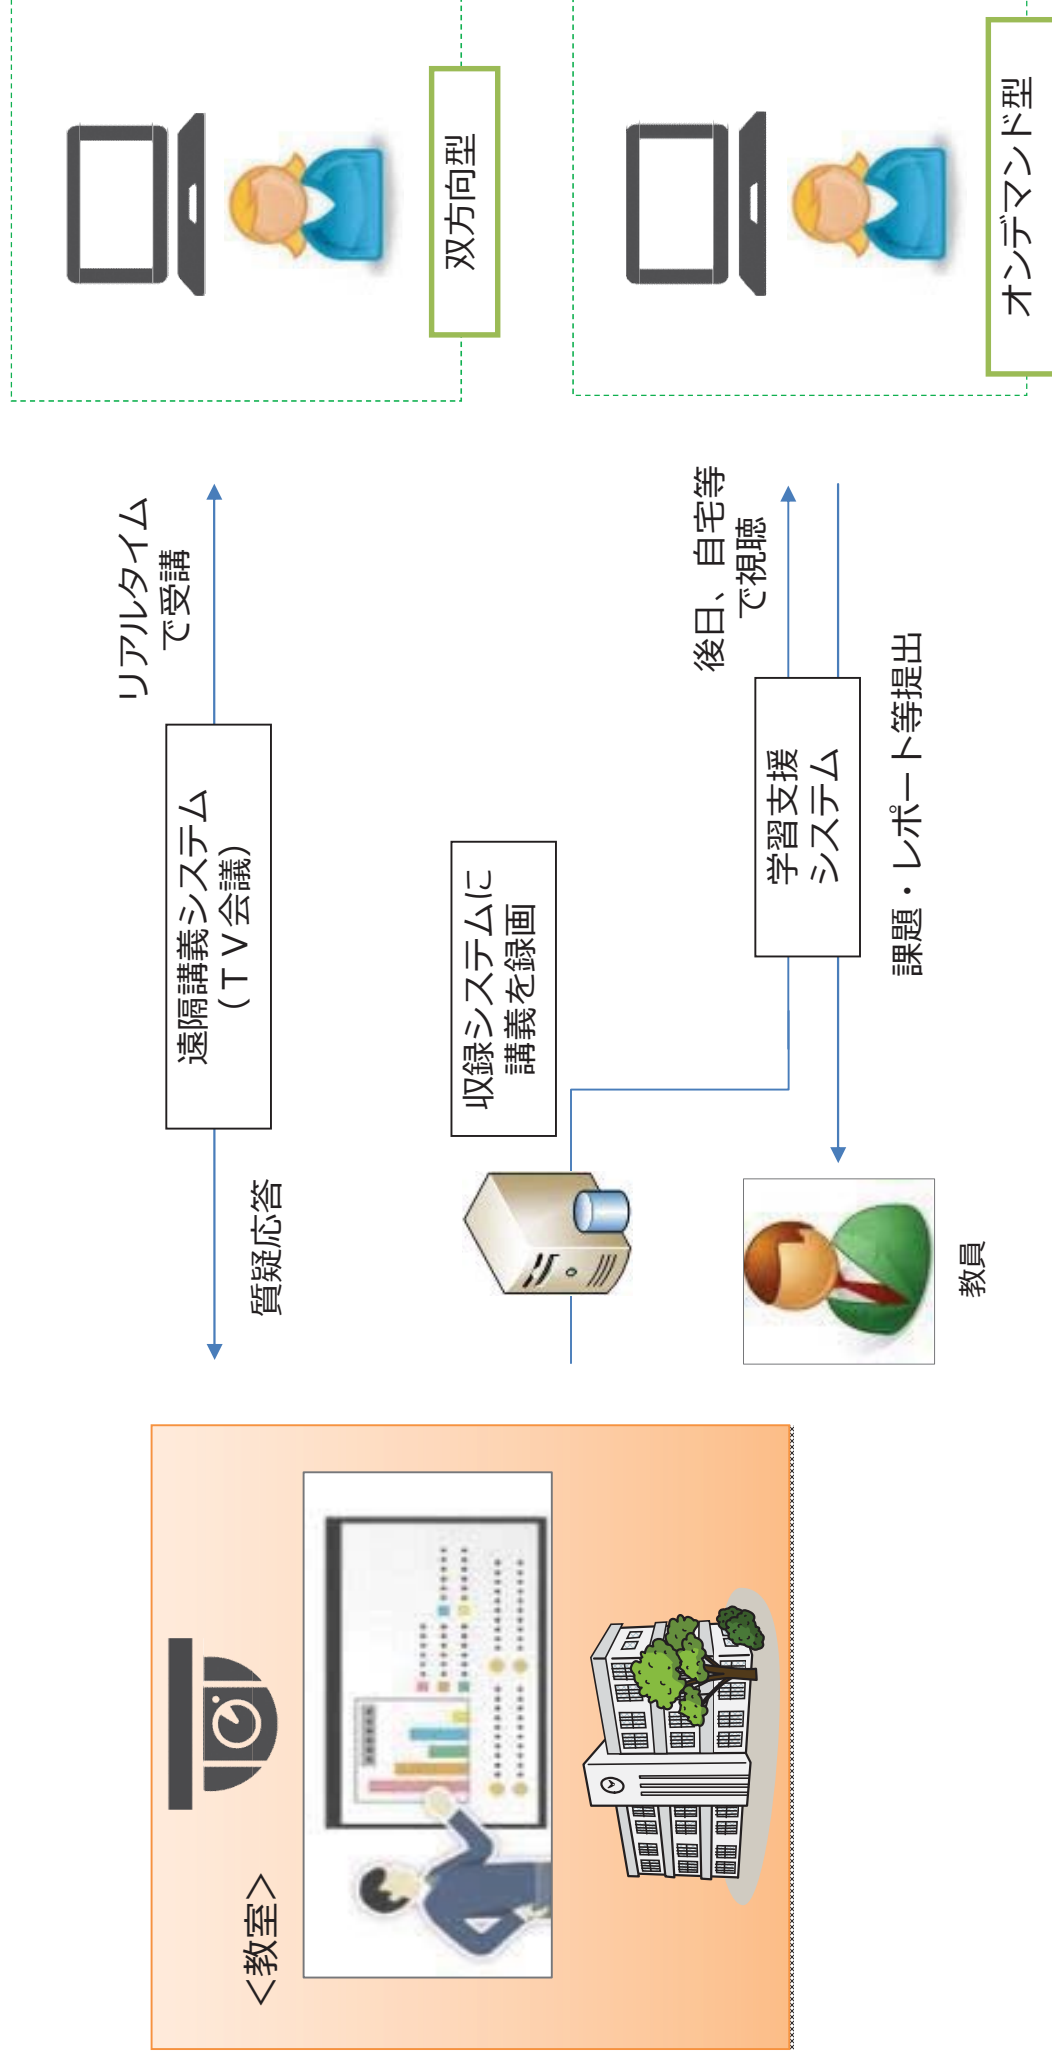 <教室>
遠隔講義システム
(ＴＶ会議)
リアルタイム
で受講
質疑応答
双方向型
収録システムに
講義を録画
後日、自宅等
で視聴
学習支援
システム
課題・レポート等提出
教員
オンデマンド型